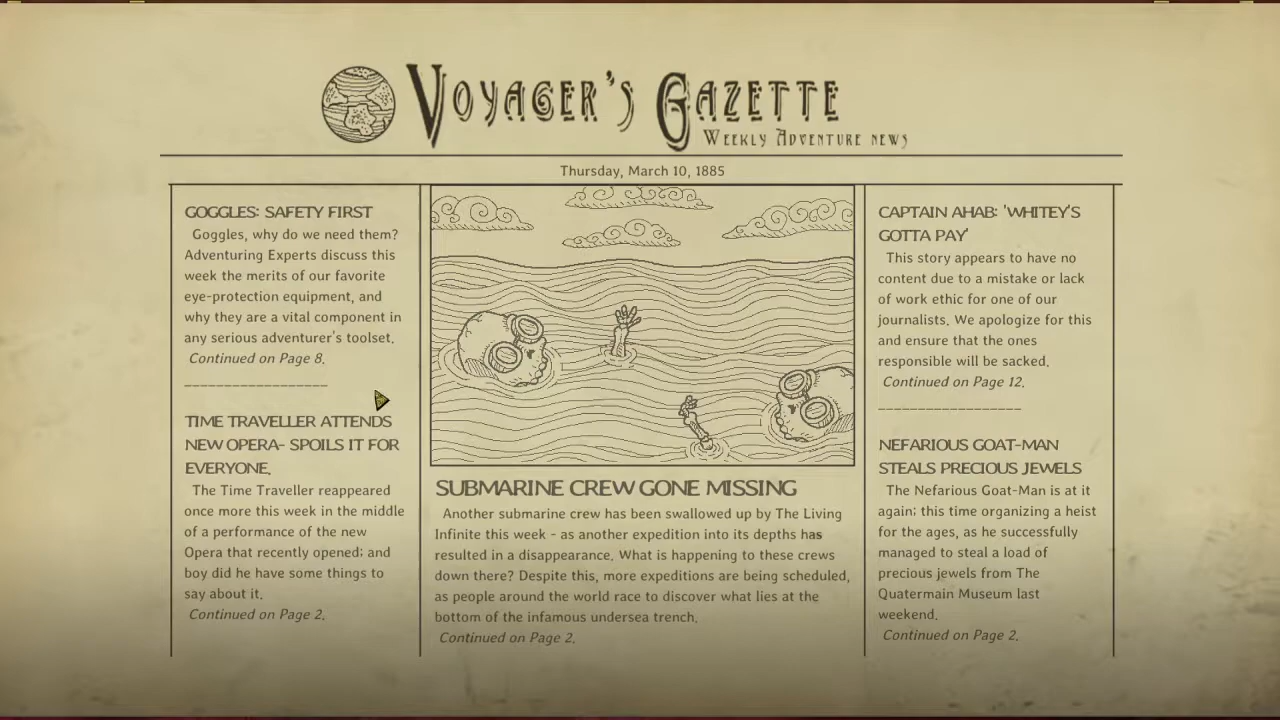 VOYAGER'S GAZETTE
WEEKLY ADVENTURE NEWS
Thursday, March 10, 1885
GOGGLES: SAFETY FIRST
Goggles, why do we need them?
Adventuring Experts discuss this
week the merits of our favorite
eye-protection equipment, and
why they are a vital component in
any serious adventurer's toolset.
Continued on Page 8.
__________________
TIME TRAVELLER ATTENDS
NEW OPERA- SPOILS IT FOR
EVERYONE.
The Time Traveller reappeared
once more this week in the middle
of a performance of the new
Opera that recently opened; and
boy did he have some things to
say about it.
Continued on Page 2.
SUBMARINE CREW GONE MISSING
Another submarine crew has been swallowed up by The Living
Infinite this week - as another expedition into its depths has
resulted in a disappearance. What is happening to these crews
down there? Despite this, more expeditions are being scheduled,
as people around the world race to discover what lies at the
bottom of the infamous undersea trench.
Continued on Page 2.
CAPTAIN AHAB: 'WHITEY'S
GOTTA PAY'
This story appears to have no
content due to a mistake or lack
of work ethic for one of our
journalists. We apologize for this
and ensure that the ones
responsible will be sacked.
Continued on Page 12.
__________________
NEFARIOUS GOAT-MAN
STEALS PRECIOUS JEWELS
The Nefarious Goat-Man is at it
again; this time organizing a heist
for the ages, as he successfully
managed to steal a load of
precious jewels from The
Quatermain Museum last
weekend.
Continued on Page 2.